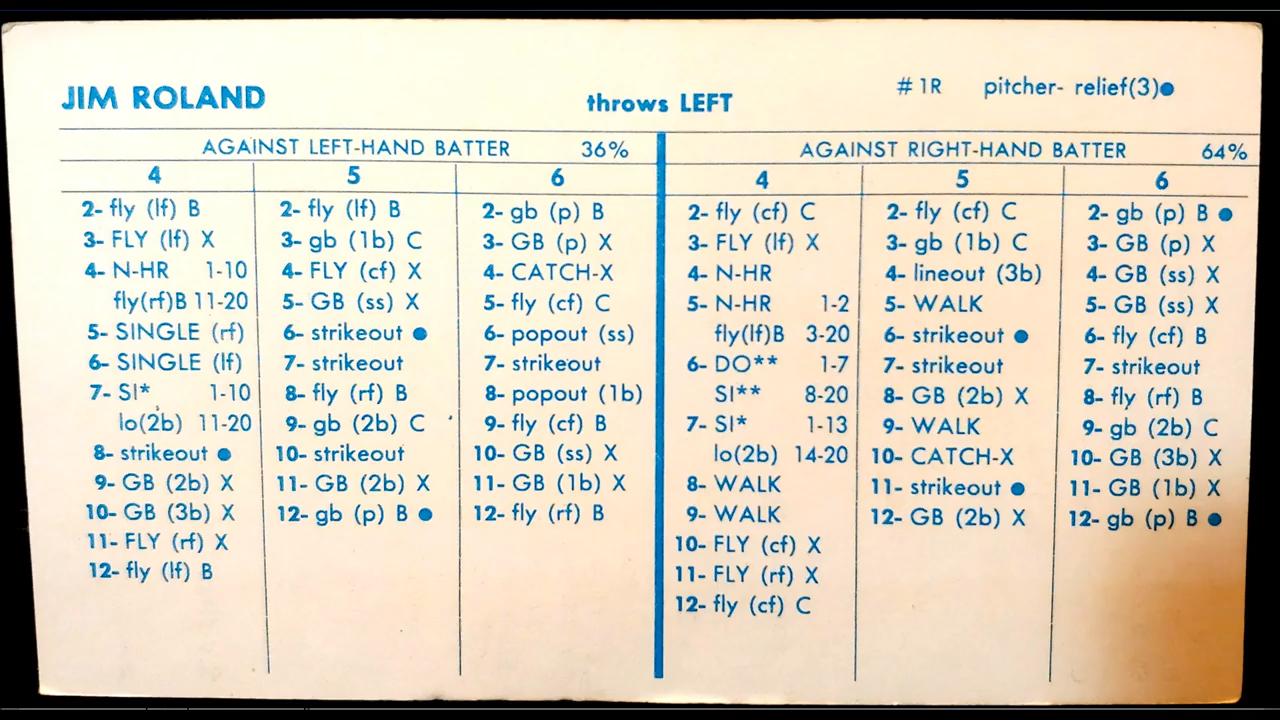 JIM ROLAND throws LEFT #1R pitcher- relief(3)●
AGAINST LEFT-HAND BATTER 36%
4 5 6
2- fly (lf) B 2- fly (lf) B 2- gb (p) B
3- FLY (lf) X 3- gb (1b) C 3- GB (p) X
4- N-HR 1-10 4- FLY (cf) X 4- CATCH-X
fly(rf)B 11-20 5- GB (ss) X 5- fly (cf) C
5- SINGLE (rf) 6- strikeout ● 6- popout (ss)
6- SINGLE (lf) 7- strikeout 7- strikeout
7- SI* 1-10 8- fly (rf) B 8- popout (1b)
lo(2b) 11-20 9- gb (2b) C 9- fly (cf) B
8- strikeout ● 10- strikeout 10- GB (ss) X
9- GB (2b) X 11- GB (2b) X 11- GB (1b) X
10- GB (3b) X 12- gb (p) B ● 12- fly (rf) B
11- FLY (rf) X
12- fly (lf) B
AGAINST RIGHT-HAND BATTER 64%
4 5 6
2- fly (cf) C 2- fly (cf) C 2- gb (p) B ●
3- FLY (lf) X 3- gb (1b) C 3- GB (p) X
4- N-HR 4- lineout (3b) 4- GB (ss) X
5- N-HR 1-2 5- WALK 5- GB (ss) X
fly(lf)B 3-20 6- strikeout ● 6- fly (cf) B
6- DO** 1-7 7- strikeout 7- strikeout
SI** 8-20 8- GB (2b) X 8- fly (rf) B
7- SI* 1-13 9- WALK 9- gb (2b) C
lo(2b) 14-20 10- CATCH-X 10- GB (3b) X
8- WALK 11- strikeout ● 11- GB (1b) X
9- WALK 12- GB (2b) X 12- gb (p) B ●
10- FLY (cf) X
11- FLY (rf) X
12- fly (cf) C